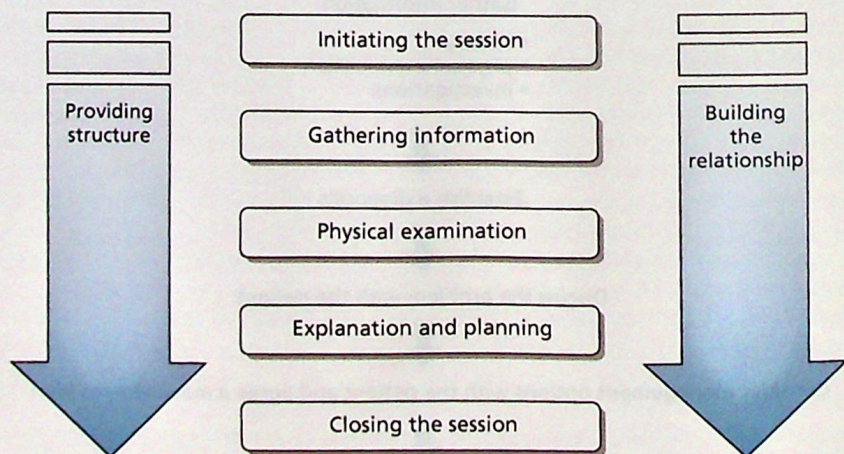 Initiating the session
Providing
structure
Gathering information
Building
the
relationship
Physical examination
Explanation and planning
Closing the session